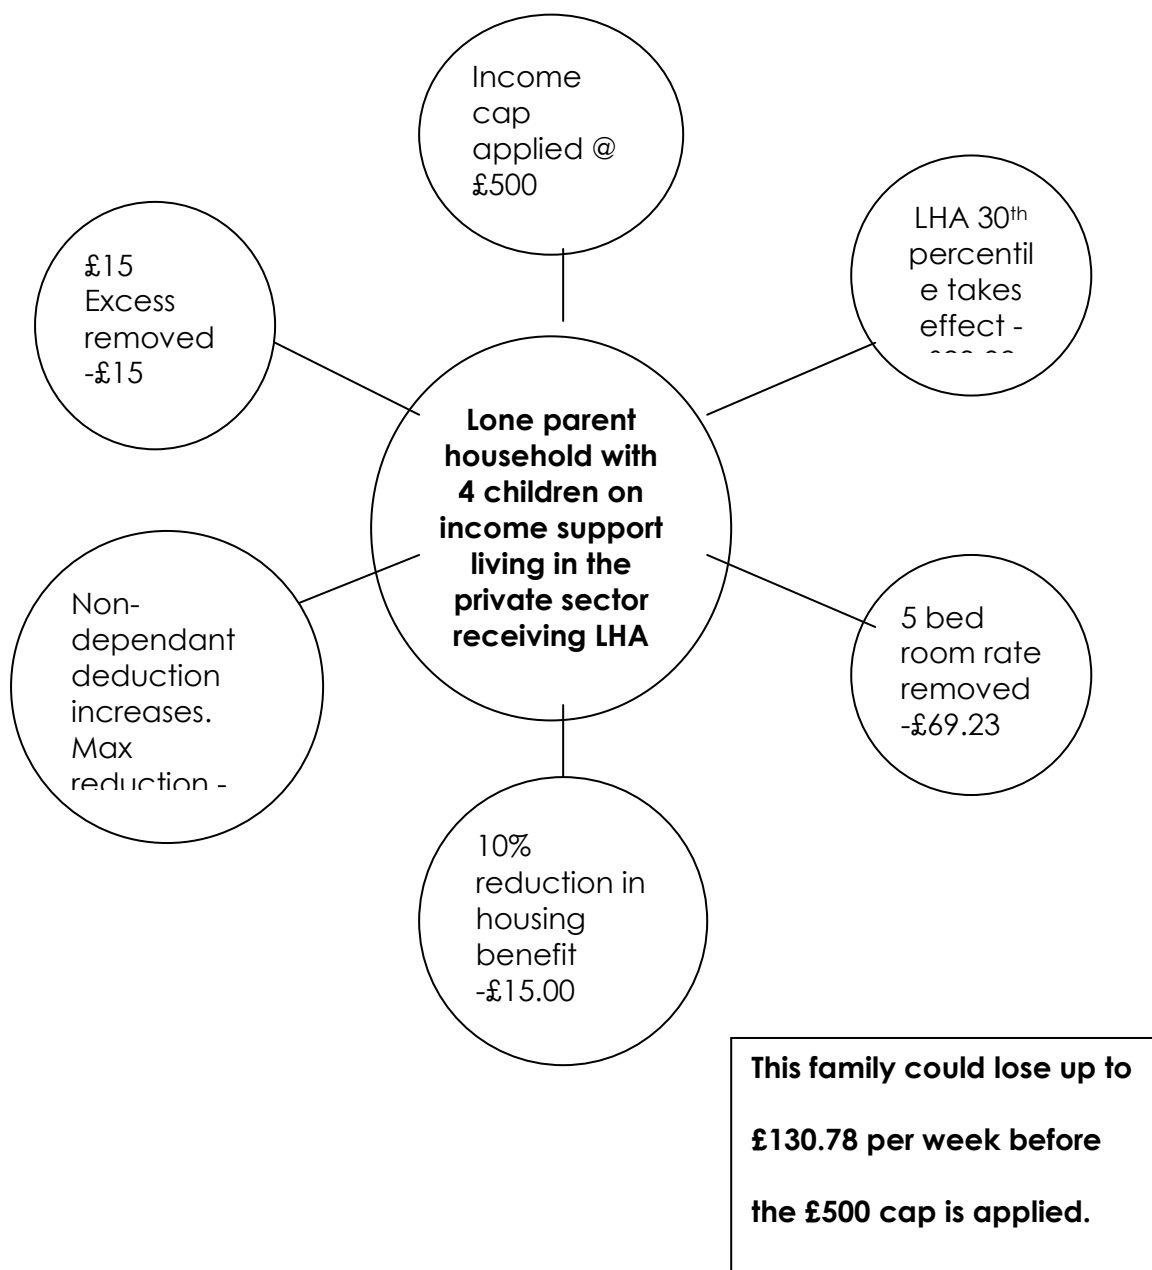 Income
cap
applied @
£500
LHA 30th
percentil
e takes
effect -
£15
Excess
removed
-£15
Lone parent
household with
4 children on
income support
living in the
private sector
receiving LHA
Non-
dependant
deduction
increases.
Max
reduction -
5 bed
room rate
removed
-£69.23
10%
reduction in
housing
benefit
-£15.00
This family could lose up to
£130.78 per week before
the £500 cap is applied.